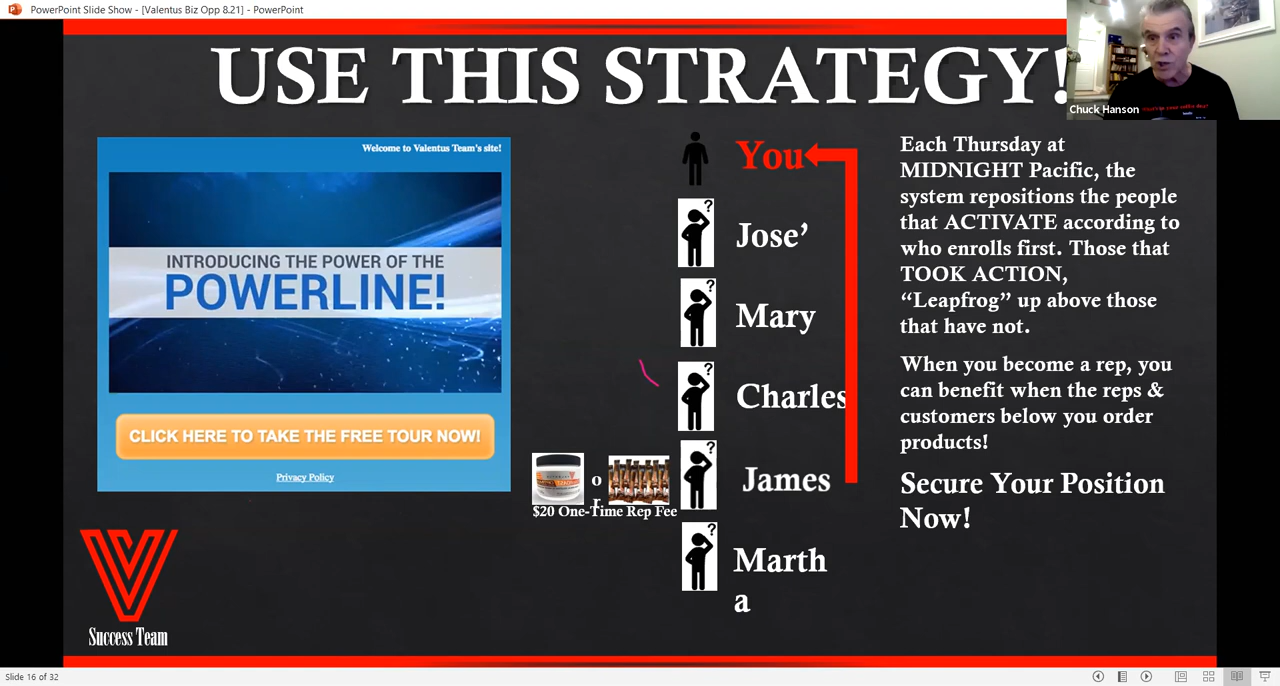 PowerPoint Slide Show - [Valentus Biz Opp 8.21] - PowerPoint
USE THIS STRATEGY!
Chuck Hanson
Welcome to Valentus Team's site!
INTRODUCING THE POWER OF THE
POWERLINE!
CLICK HERE TO TAKE THE FREE TOUR NOW!
Privacy Policy
You
?
Jose’
?
Mary
?
Charles
?
James
?
Marth
a
o
r
$20 One-Time Rep Fee
Each Thursday at
MIDNIGHT Pacific, the
system repositions the people
that ACTIVATE according to
who enrolls first. Those that
TOOK ACTION,
“Leapfrog” up above those
that have not.
When you become a rep, you
can benefit when the reps &
customers below you order
products!
Secure Your Position
Now!
V
Success Team
Slide 16 of 32